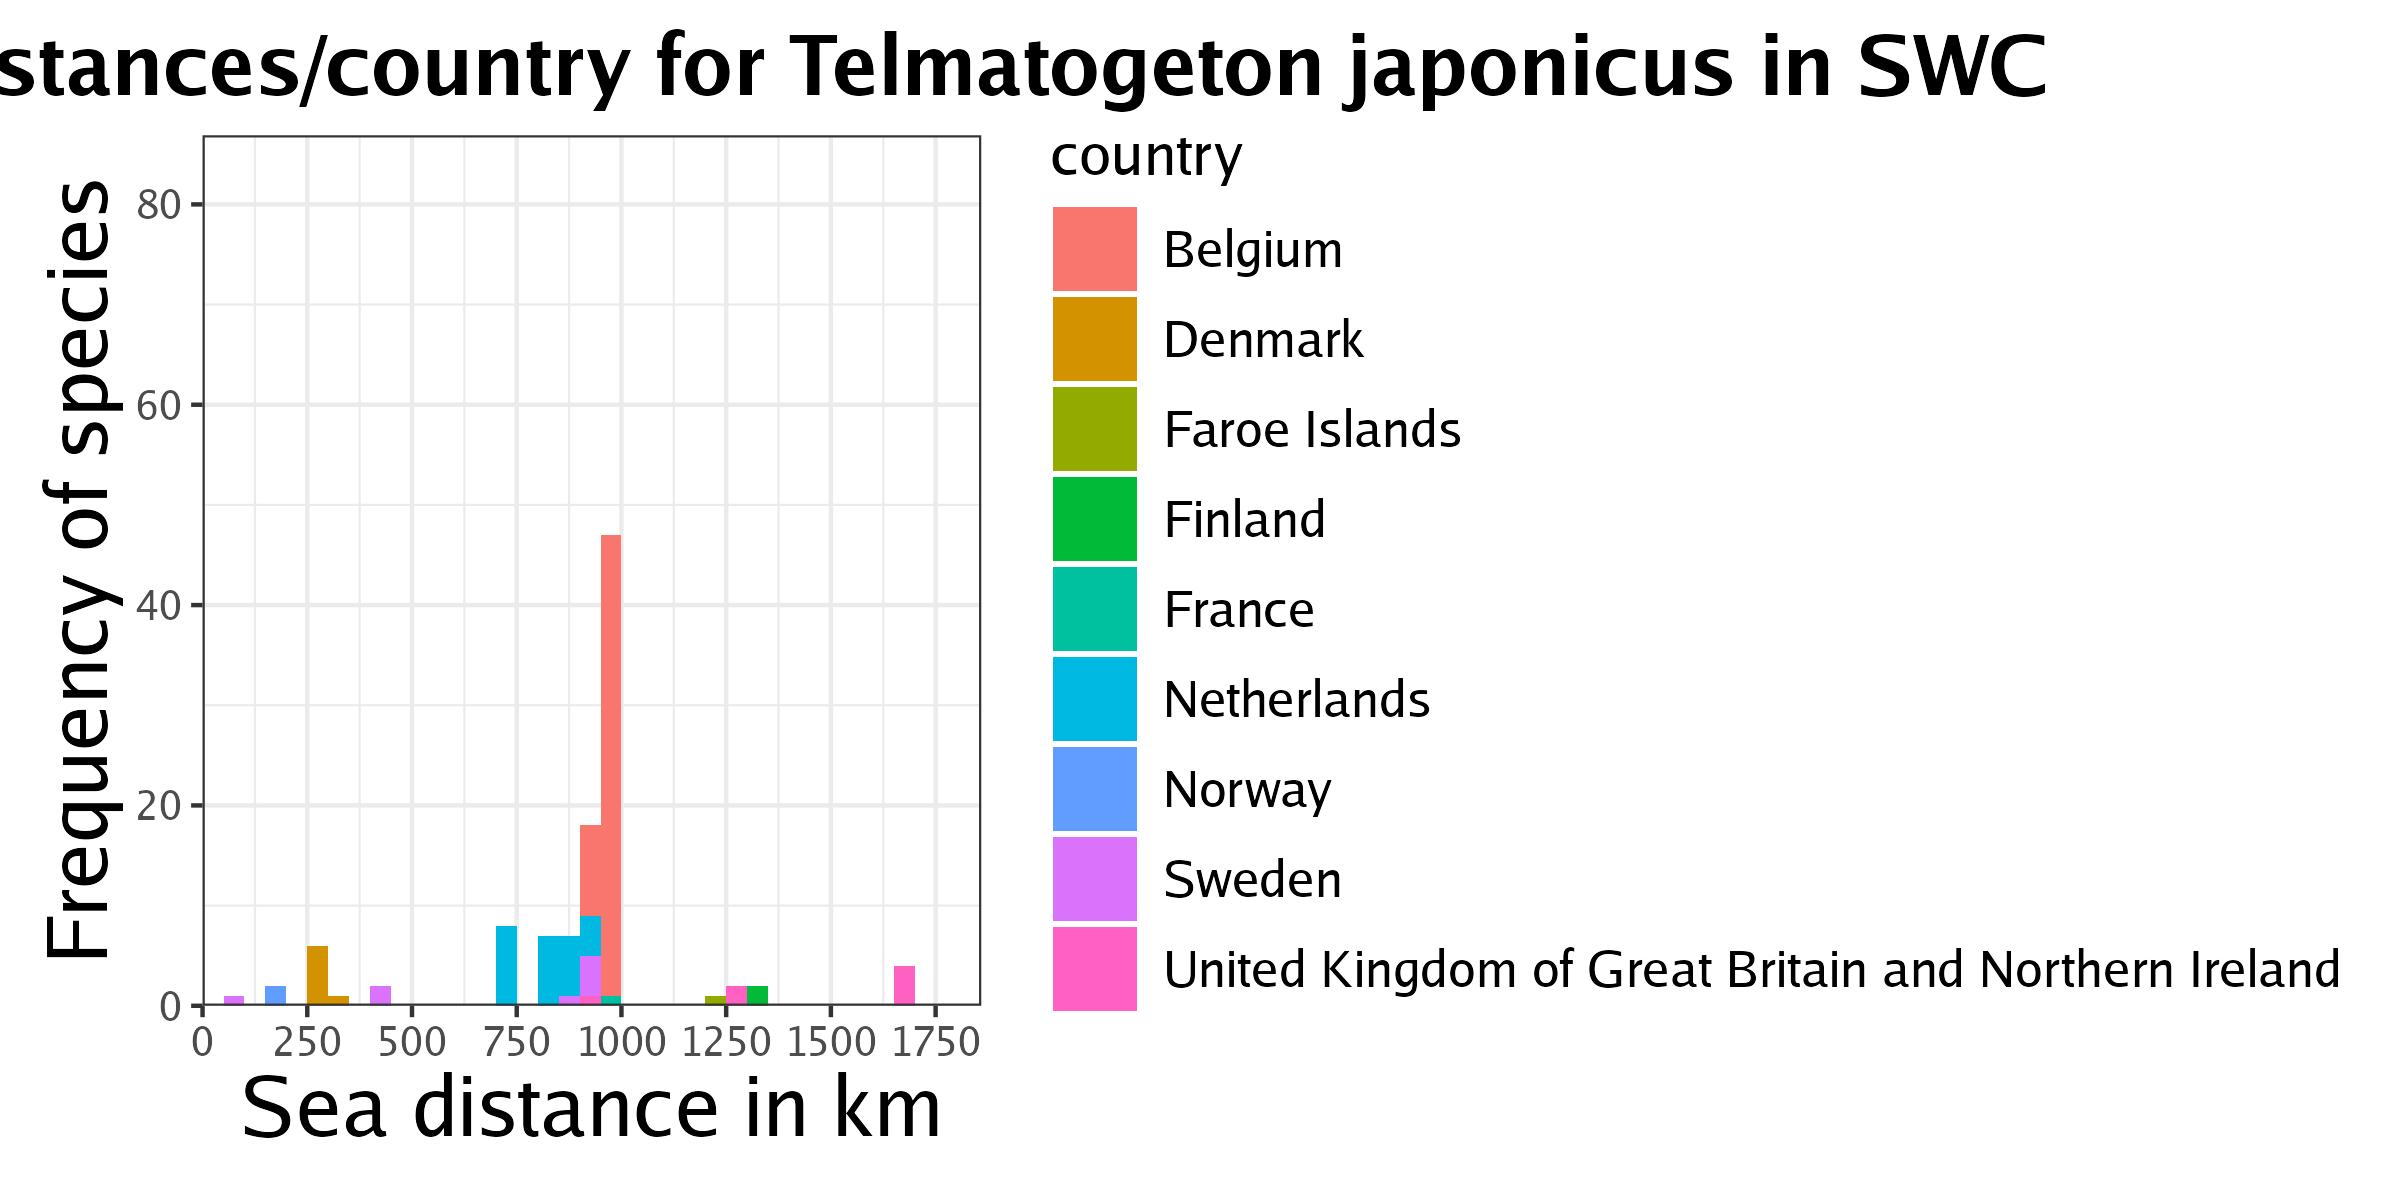 stances/country for Telmatogeton japonicus in SWC
Frequency of species
80
60
40
20
0
0 250 500 750 1000 1250 1500 1750
Sea distance in km
country
Belgium
Denmark
Faroe Islands
Finland
France
Netherlands
Norway
Sweden
United Kingdom of Great Britain and Northern Ireland